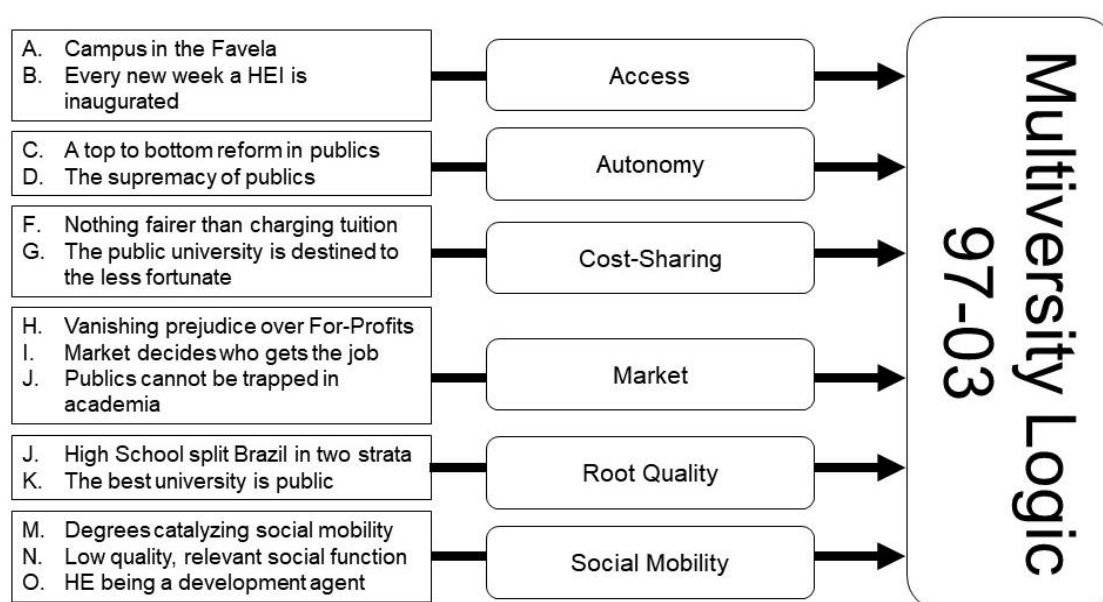 A. Campus in the Favela
B. Every new week a HEI is
inaugurated
Access
C. A top to bottom reform in publics
D. The supremacy of publics
Autonomy
F. Nothing fairer than charging tuition
G. The public university is destined to
the less fortunate
Cost-Sharing
H. Vanishing prejudice over For-Profits
I. Market decides who gets the job
J. Publics cannot be trapped in
academia
Market
J. High School split Brazil in two strata
K. The best university is public
Root Quality
M. Degrees catalyzing social mobility
N. Low quality, relevant social function
O. HE being a development agent
Social Mobility
Multiversity Logic
97-03